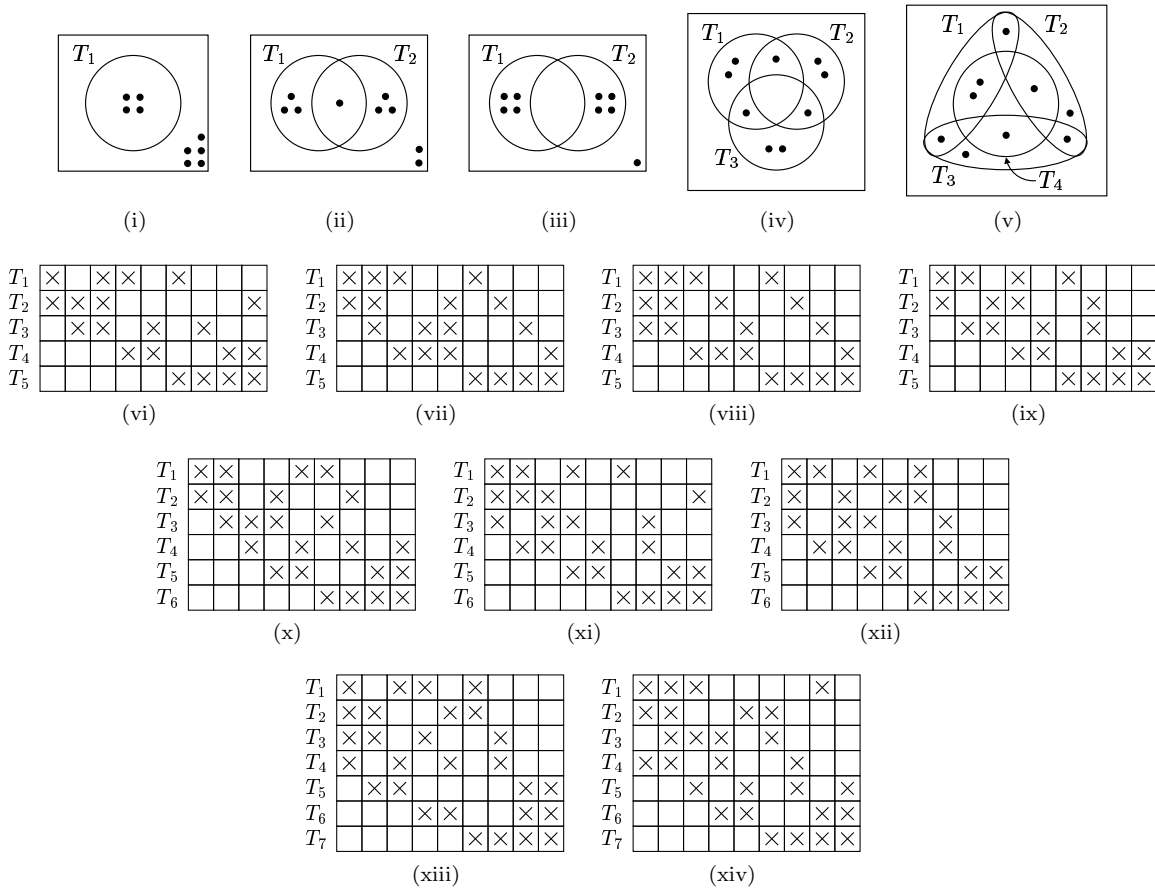 T₁ T₁ T₂ T₁ T₂ T₁ T₂ T₃ T₁ T₂ T₃ T₄
(i) (ii) (iii) (iv) (v)
T₁ × × × × T₁ × × × × T₁ × × × × T₁ × × × ×
T₂ × × × × T₂ × × × × T₂ × × × × T₂ × × × ×
T₃ × × × × T₃ × × × × T₃ × × × × T₃ × × × × ×
T₄ × × × × T₄ × × × × T₄ × × × × T₄ × × × ×
T₅ × × × × T₅ × × × × T₅ × × × × T₅ × × × ×
(vi) (vii) (viii) (ix)
T₁ × × × × T₁ × × × × T₁ × × × ×
T₂ × × × × T₂ × × × × T₂ × × × ×
T₃ × × × × T₃ × × × × T₃ × × × ×
T₄ × × × × T₄ × × × × T₄ × × × ×
T₅ × × × × T₅ × × × × T₅ × × × ×
T₆ × × × × T₆ × × × × T₆ × × × ×
(x) (xi) (xii)
T₁ × × × × T₁ × × × ×
T₂ × × × × T₂ × × × ×
T₃ × × × × T₃ × × × ×
T₄ × × × × T₄ × × × ×
T₅ × × × × T₅ × × × ×
T₆ × × × × T₆ × × × ×
T₇ × × × × T₇ × × × ×
(xiii) (xiv)